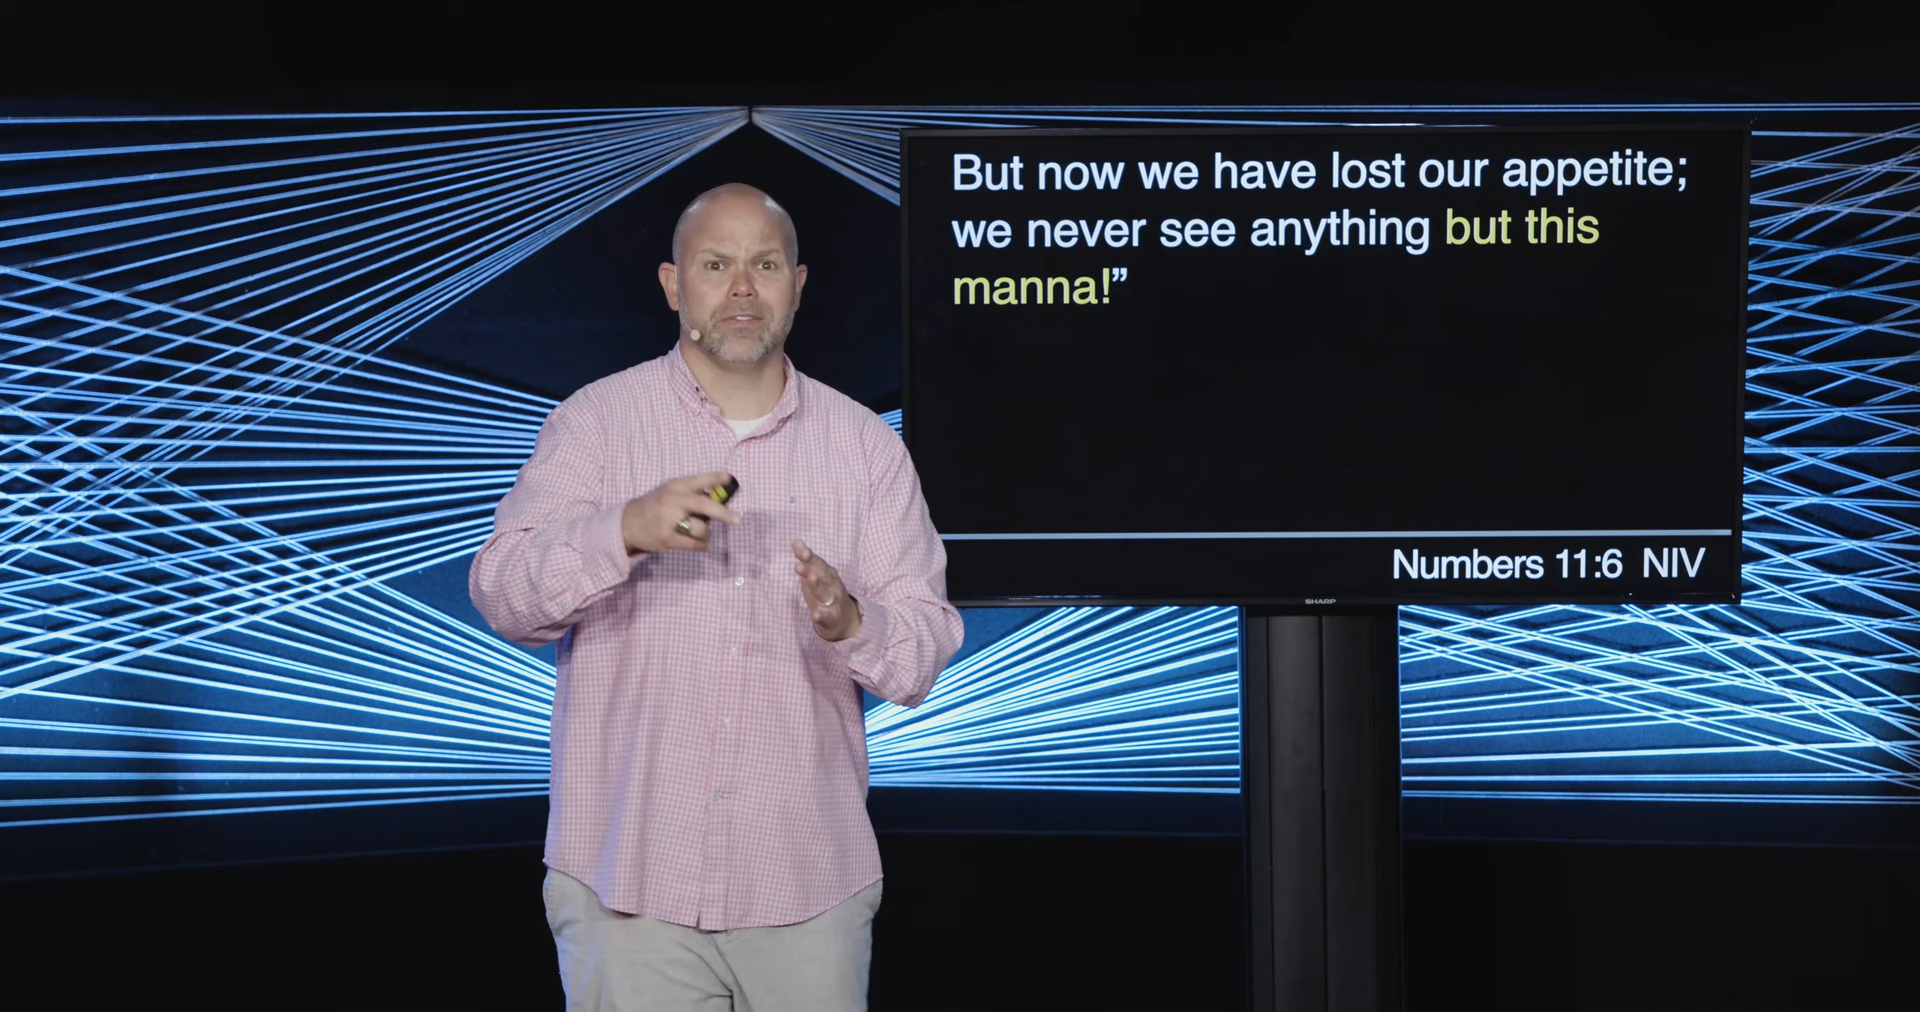 But now we have lost our appetite;
we never see anything but this
manna!”
Numbers 11:6 NIV
SHARP